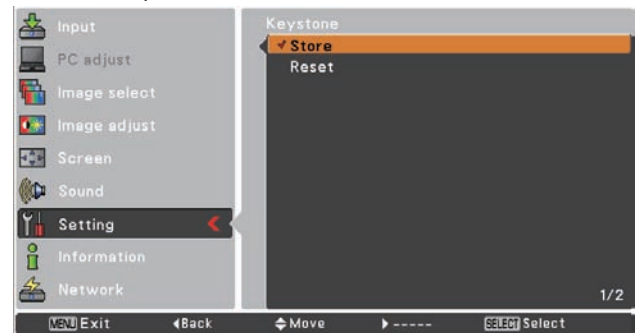 Input
PC adjust
Image select
Image adjust
Screen
Sound
Setting
Information
Network
Keystone
Store
Reset
1/2
MENU Exit ◀Back Move ▶ ----- SELECT Select